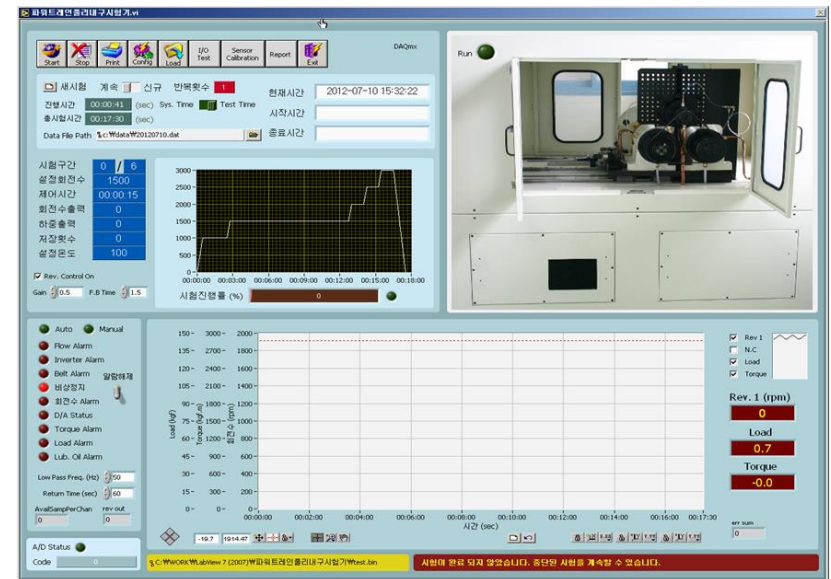 파워트레인풀리내구시험기.vi
Start Stop Print Config Load I/O Test Sensor Calibration Report Exit
DAQmx
새시험 계속 신규 반복횟수 1
현재시간 2012-07-10 15:32:22
진행시간 00:00:41 (sec) Sys. Time Test Time
시작시간
총시험시간 00:17:30 (sec)
종료시간
Data File Path c:₩data₩20120710.dat
Run
시험구간 0 / 6
설정회전수 1500
제어시간 00:00:15
회전수출력 0
하중출력 0
저장횟수 0
설정온도 100
Rev. Control On
Gain 0.5 F.B Time 1.5
3000
2500
2000
1500
1000
500
0
00:00:00 00:03:00 00:06:00 00:09:00 00:12:00 00:15:00 00:18:00
시험진행률 (%) 0
Auto Manual
Flow Alarm
Inverter Alarm
Belt Alarm 알람해제
비상정지
회전수 Alarm
D/A Status
Torque Alarm
Load Alarm
Lub. Oil Alarm
Low Pass Freq. (Hz) 50
Return Time (sec) 60
AvailSampPerChan rev out
0 0
A/D Status
Code 0
150 3000 2000
135 2700 1800
120 2400 1600
105 2100 1400
90 1800 1200
75 1500 1000
60 1200 800
45 900 600
30 600 400
15 300 200
0 0 0
Load (kgf)
Torque (kgf.m)
회전수 (rpm)
00:00:00 00:02:00 00:04:00 00:06:00 00:08:00 00:10:00 00:12:00 00:14:00 00:16:00 00:17:30
시간 (sec)
-19.7 1914.47
Rev 1
N.C
Load
Torque
Rev. 1 (rpm)
0
Load
0.7
Torque
-0.0
err sum
0
C:₩WORK₩LabView 7 (2007)₩파워트레인풀리내구시험기₩test.bin
시험이 완료 되지 않았습니다. 중단된 시험을 계속할 수 있습니다.